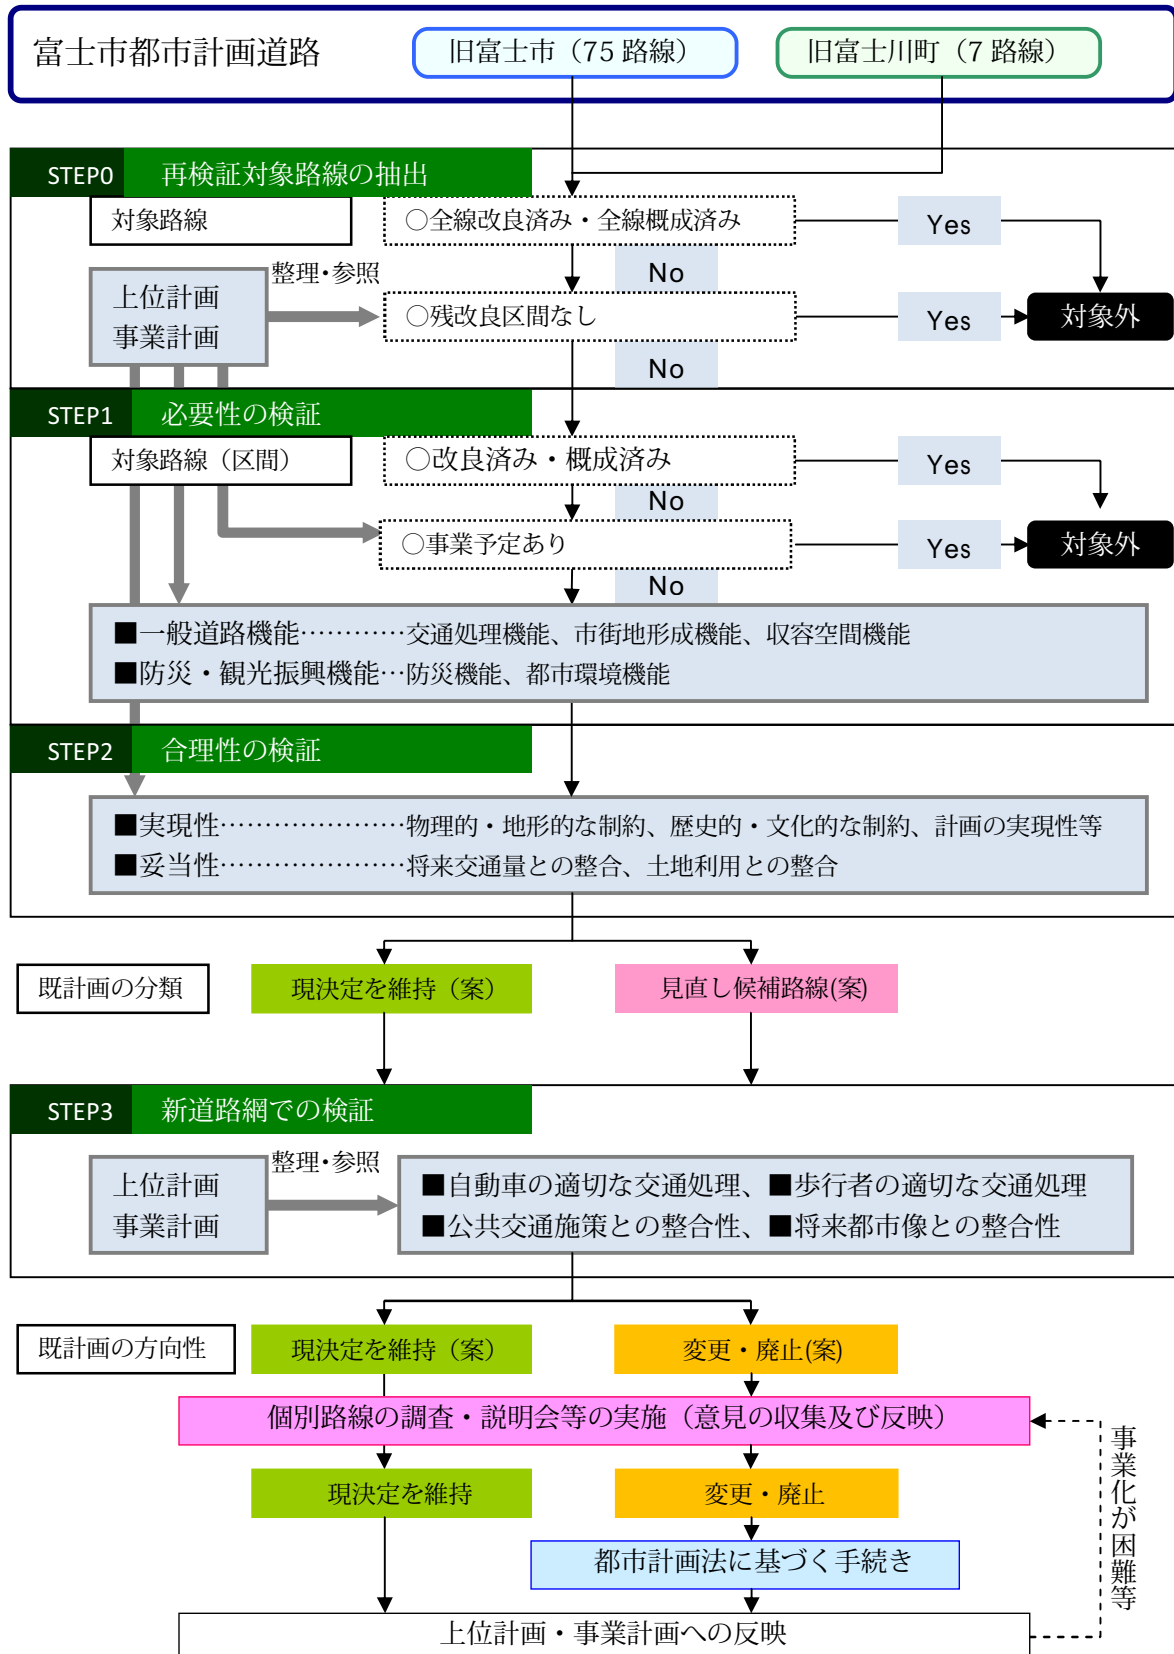 富士市都市計画道路
旧富士市（75 路線）
旧富士川町（7 路線）
STEP0 再検証対象路線の抽出
対象路線
○全線改良済み・全線概成済み
Yes
No
上位計画
事業計画
整理・参照
○残改良区間なし
Yes
対象外
No
STEP1 必要性の検証
対象路線（区間）
○改良済み・概成済み
Yes
No
○事業予定あり
Yes
対象外
No
■一般道路機能…………交通処理機能、市街地形成機能、収容空間機能
■防災・観光振興機能…防災機能、都市環境機能
STEP2 合理性の検証
■実現性…………………物理的・地形的な制約、歴史的・文化的な制約、計画の実現性等
■妥当性…………………将来交通量との整合、土地利用との整合
既計画の分類
現決定を維持（案）
見直し候補路線(案)
STEP3 新道路網での検証
上位計画
事業計画
整理・参照
■自動車の適切な交通処理、■歩行者の適切な交通処理
■公共交通施策との整合性、■将来都市像との整合性
既計画の方向性
現決定を維持（案）
変更・廃止(案)
個別路線の調査・説明会等の実施（意見の収集及び反映）
現決定を維持
変更・廃止
事業化が困難等
都市計画法に基づく手続き
上位計画・事業計画への反映